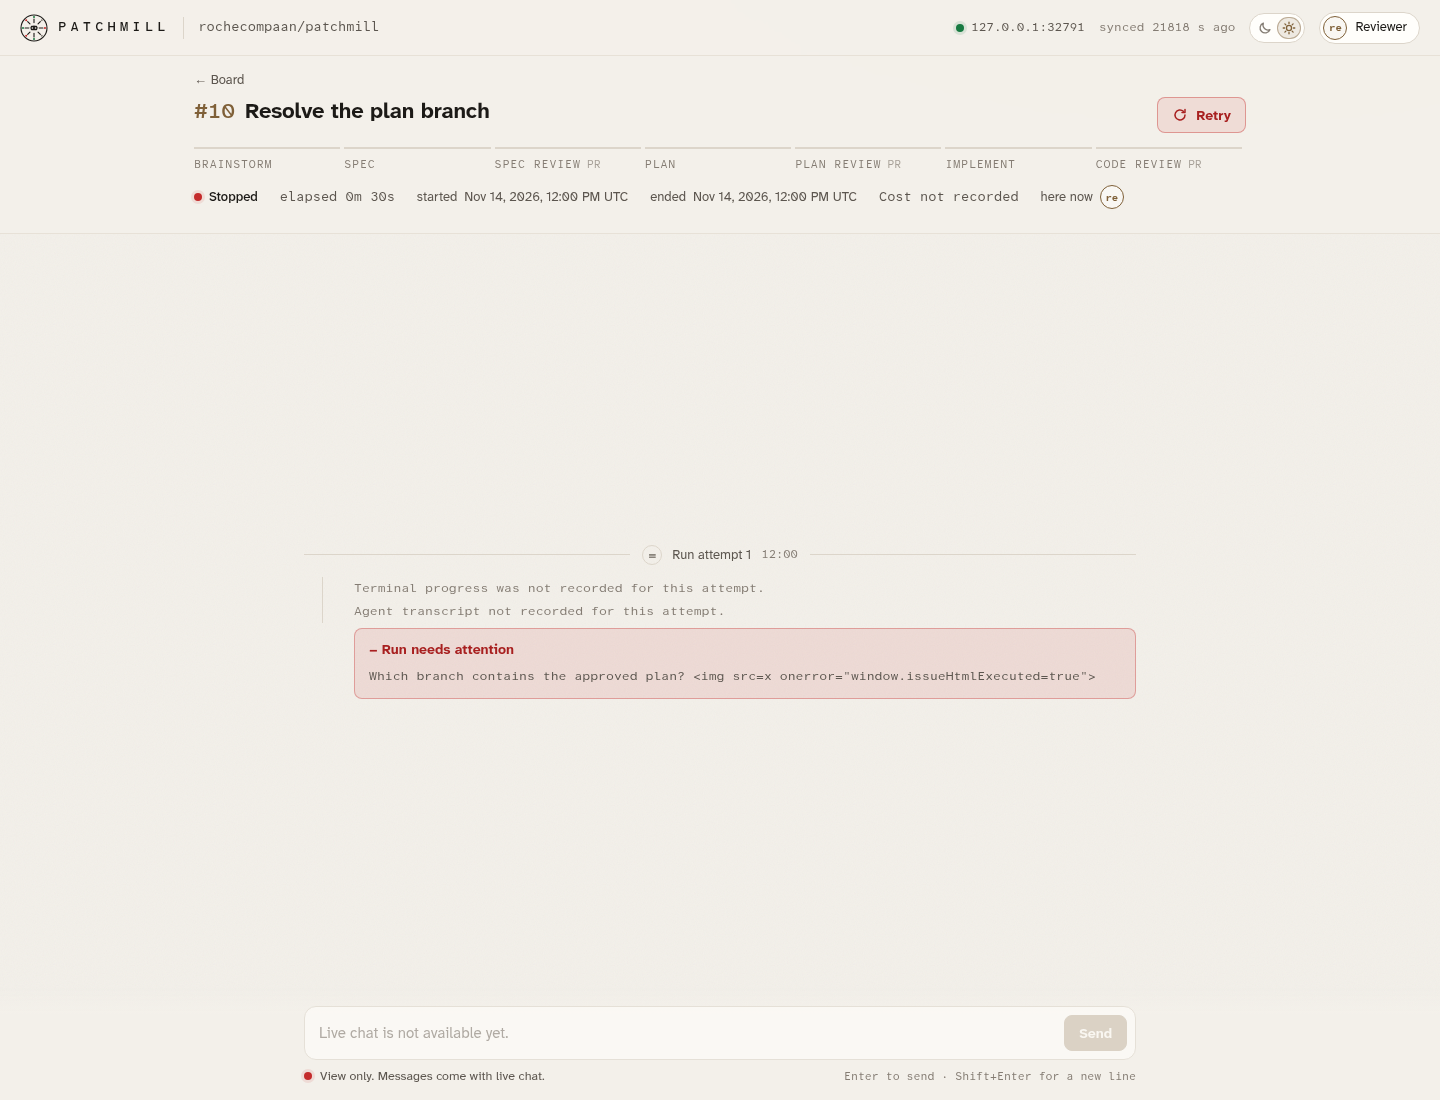 PATCHMILL rochecompaan/patchmill 127.0.0.1:32791 synced 21818 s ago re Reviewer
← Board
#10 Resolve the plan branch Retry
BRAINSTORM SPEC SPEC REVIEW PR PLAN PLAN REVIEW PR IMPLEMENT CODE REVIEW PR
Stopped elapsed 0m 30s started Nov 14, 2026, 12:00 PM UTC ended Nov 14, 2026, 12:00 PM UTC Cost not recorded here now re
Run attempt 1 12:00
Terminal progress was not recorded for this attempt.
Agent transcript not recorded for this attempt.
– Run needs attention
Which branch contains the approved plan? <img src=x onerror="window.issueHtmlExecuted=true">
Live chat is not available yet. Send
View only. Messages come with live chat. Enter to send · Shift+Enter for a new line